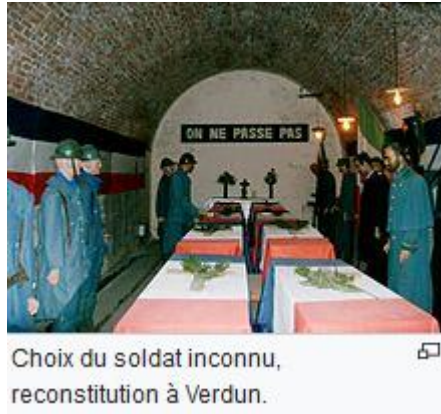 ON NE PASSE PAS
Choix du soldat inconnu,
reconstitution à Verdun.